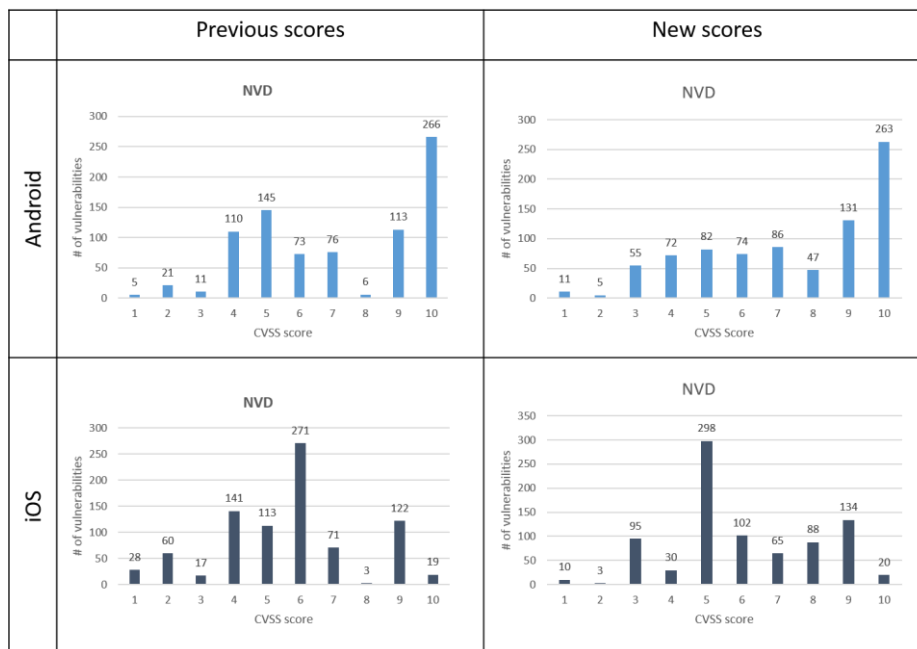 Previous scores
New scores
Android
NVD
# of vulnerabilities
300
250
200
150
100
50
0
5 21 11 110 145 73 76 6 113 266
1 2 3 4 5 6 7 8 9 10
CVSS score
NVD
# of vulnerabilities
300
250
200
150
100
50
0
11 5 55 72 82 74 86 47 131 263
1 2 3 4 5 6 7 8 9 10
CVSS score
iOS
NVD
# of vulnerabilities
300
250
200
150
100
50
0
28 60 17 141 113 271 71 3 122 19
1 2 3 4 5 6 7 8 9 10
CVSS score
NVD
# of vulnerabilities
350
300
250
200
150
100
50
0
10 3 95 30 298 102 65 88 134 20
1 2 3 4 5 6 7 8 9 10
CVSS score